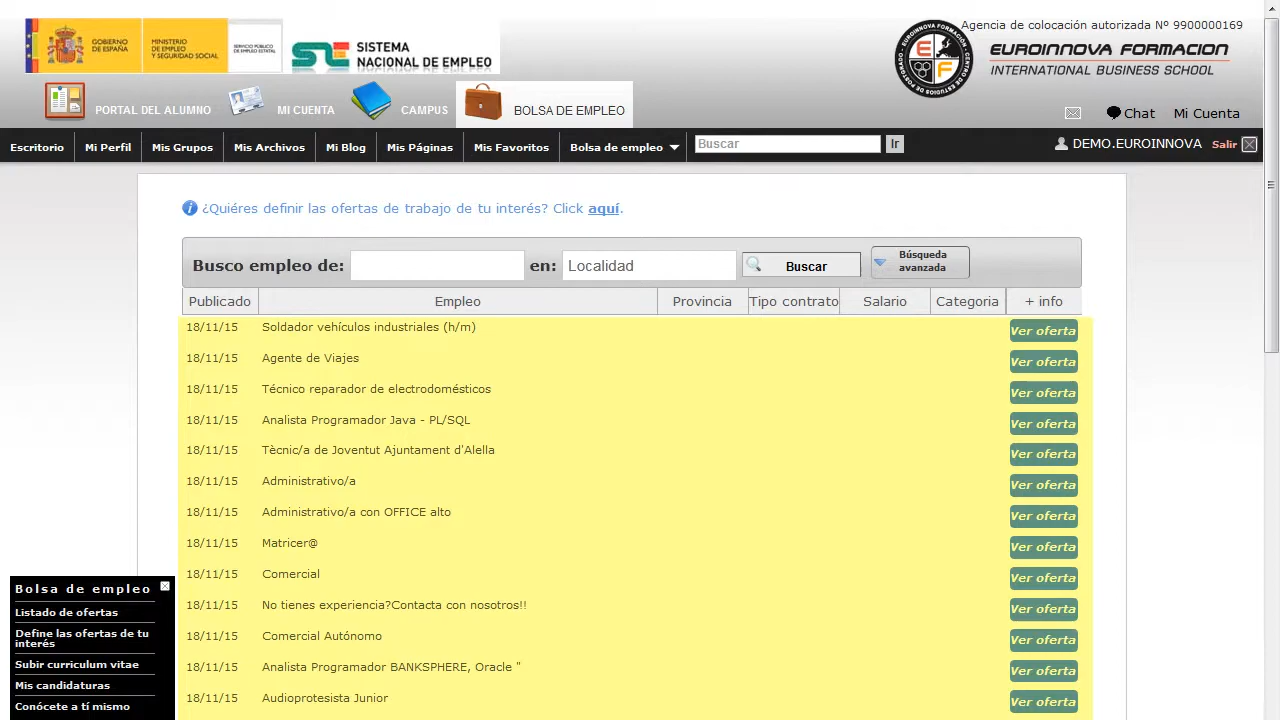 GOBIERNO
DE ESPAÑA
MINISTERIO
DE EMPLEO
Y SEGURIDAD SOCIAL
SERVICIO PÚBLICO
DE EMPLEO ESTATAL
SISTEMA
NACIONAL DE EMPLEO
Agencia de colocación autorizada Nº 9900000169
EUROINNOVA FORMACION
INTERNATIONAL BUSINESS SCHOOL
PORTAL DEL ALUMNO
MI CUENTA
CAMPUS
BOLSA DE EMPLEO
Chat
Mi Cuenta
Escritorio
Mi Perfil
Mis Grupos
Mis Archivos
Mi Blog
Mis Páginas
Mis Favoritos
Bolsa de empleo
Buscar
Ir
DEMO.EUROINNOVA
Salir
¿Quiéres definir las ofertas de trabajo de tu interés? Click aquí.
Busco empleo de:
en:
Localidad
Buscar
Búsqueda
avanzada
Publicado Empleo Provincia Tipo contrato Salario Categoria + info
18/11/15 Soldador vehículos industriales (h/m) Ver oferta
18/11/15 Agente de Viajes Ver oferta
18/11/15 Técnico reparador de electrodomésticos Ver oferta
18/11/15 Analista Programador Java - PL/SQL Ver oferta
18/11/15 Tècnic/a de Joventut Ajuntament d'Alella Ver oferta
18/11/15 Administrativo/a Ver oferta
18/11/15 Administrativo/a con OFFICE alto Ver oferta
18/11/15 Matricer@ Ver oferta
18/11/15 Comercial Ver oferta
18/11/15 No tienes experiencia?Contacta con nosotros!! Ver oferta
18/11/15 Comercial Autónomo Ver oferta
18/11/15 Analista Programador BANKSPHERE, Oracle " Ver oferta
18/11/15 Audioprotesista Junior Ver oferta
Bolsa de empleo
Listado de ofertas
Define las ofertas de tu
interés
Subir curriculum vitae
Mis candidaturas
Conócete a tí mismo